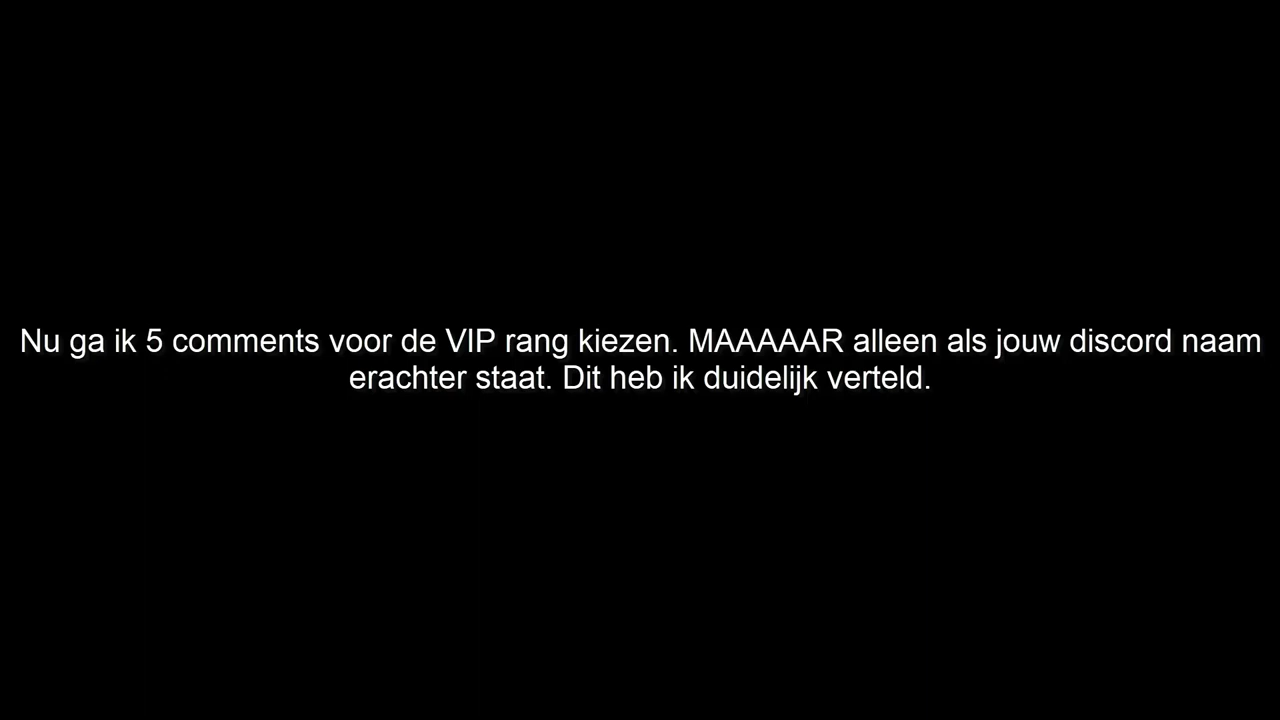 Nu ga ik 5 comments voor de VIP rang kiezen. MAAAAAR alleen als jouw discord naam
erachter staat. Dit heb ik duidelijk verteld.